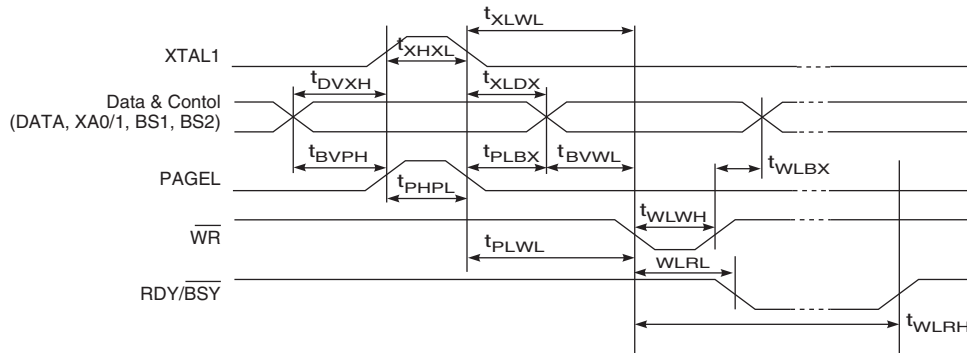 tXLWL
XTAL1
tXHXL
tDVXH
tXLDX
Data & Contol
(DATA, XA0/1, BS1, BS2)
tBVPH
tPLBX
tBVWL
tWLBX
PAGEL
tPHPL
tWLWH
WR
tPLWL
WLRL
RDY/BSY
tWLRH